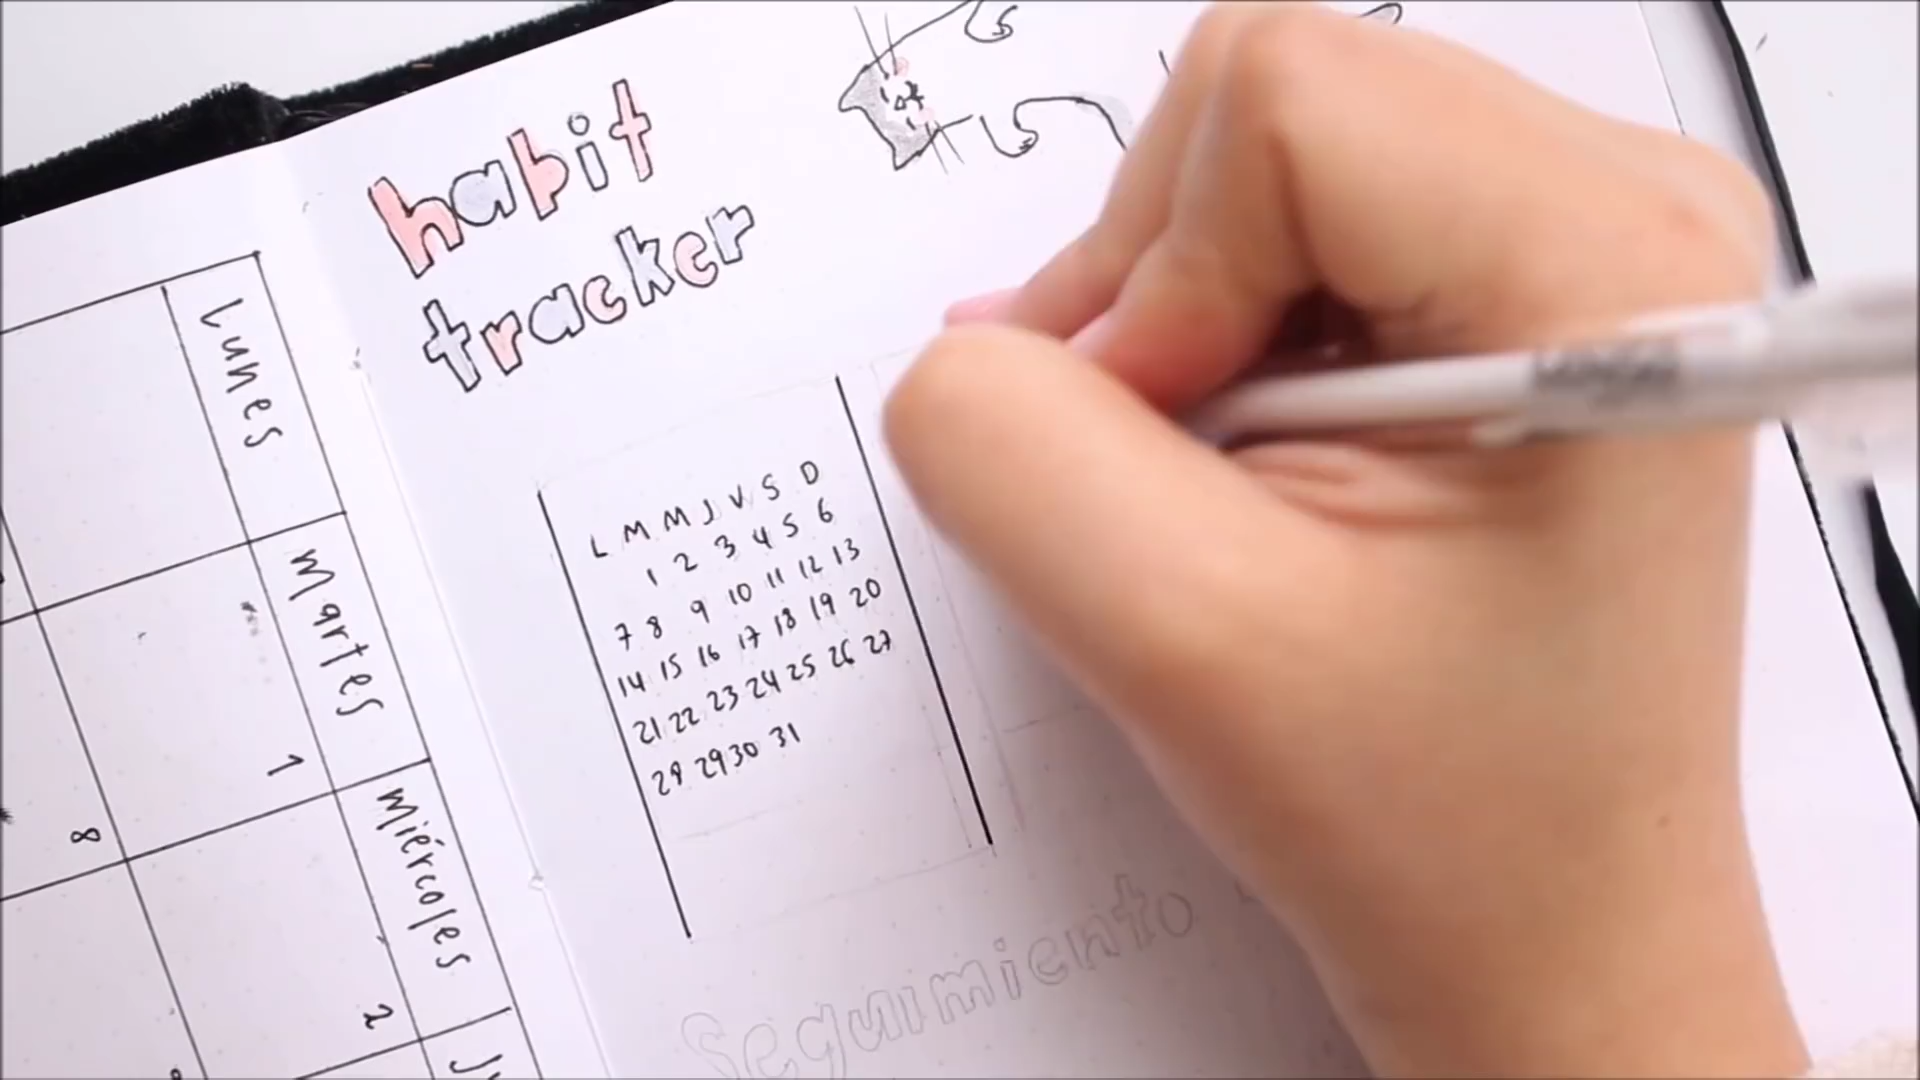 habit
tracker
L M M J V S D
1 2 3 4 5 6
7 8 9 10 11 12 13
14 15 16 17 18 19 20
21 22 23 24 25 26 27
28 29 30 31
Seguimiento
Lunes
Martes
1
8
Miércoles
2